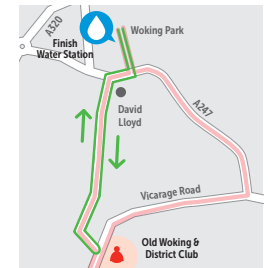 A320
Woking Park
Finish
Water Station
David
Lloyd
A247
Vicarage Road
Old Woking &
District Club